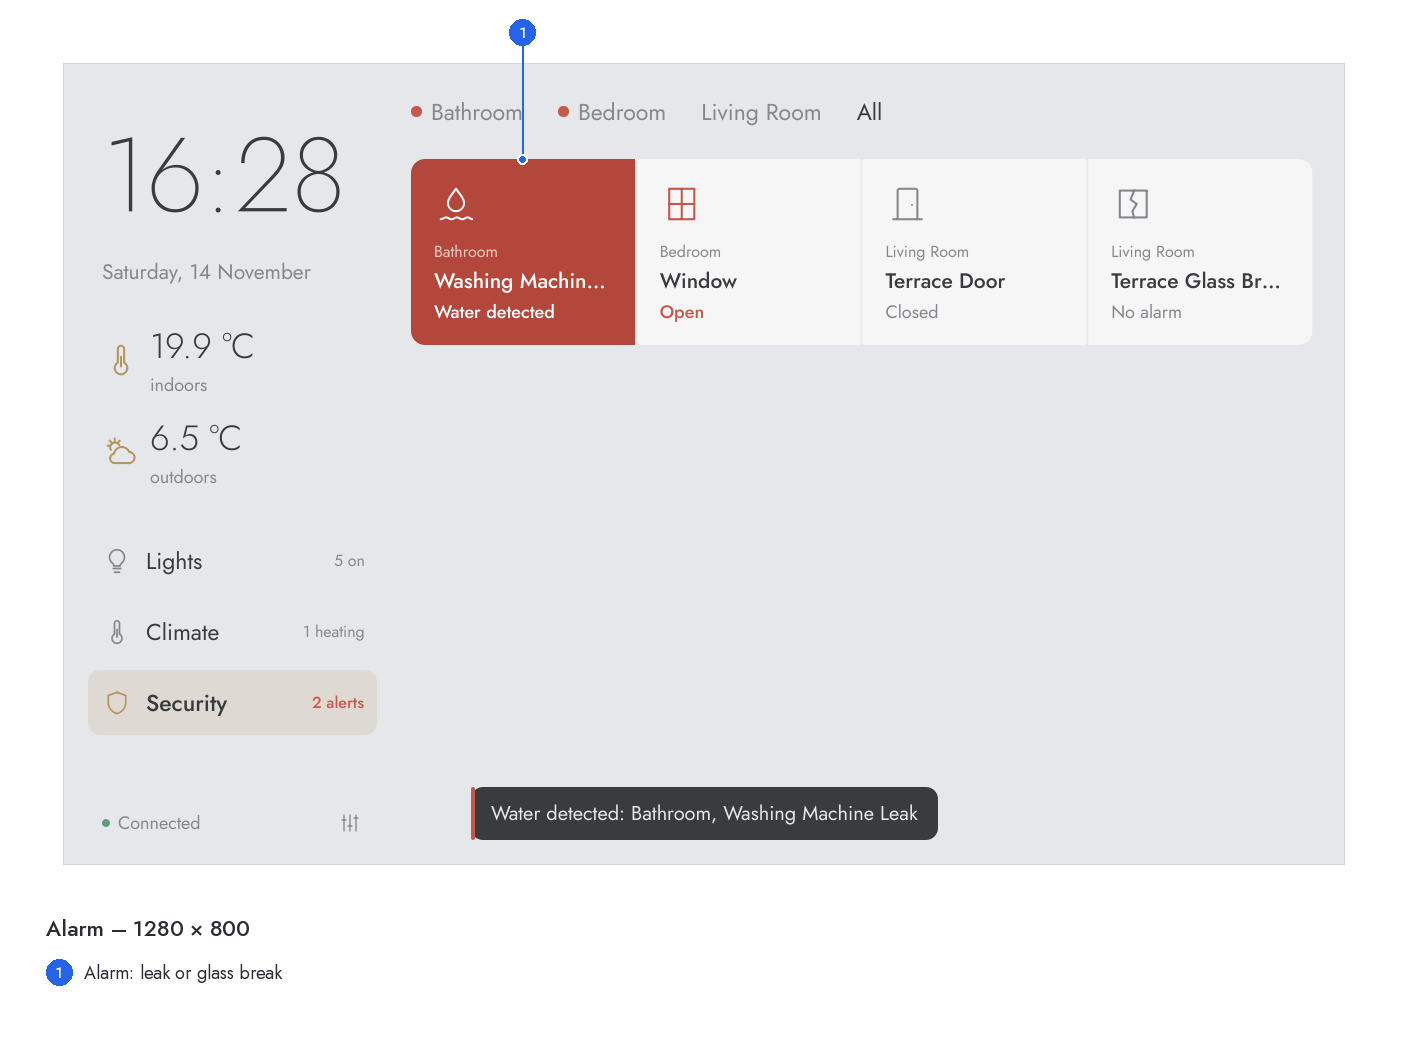 1
Bathroom Bedroom Living Room All
16:28
Saturday, 14 November
19.9 °C
indoors
6.5 °C
outdoors
Lights 5 on
Climate 1 heating
Security 2 alerts
Connected
Bathroom
Washing Machin...
Water detected
Bedroom
Window
Open
Living Room
Terrace Door
Closed
Living Room
Terrace Glass Br...
No alarm
Water detected: Bathroom, Washing Machine Leak
Alarm – 1280 × 800
1 Alarm: leak or glass break